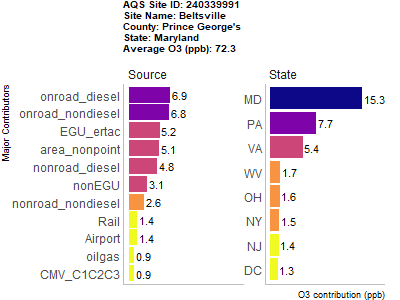 AQS Site ID: 240339991
Site Name: Beltsville
County: Prince George's
State: Maryland
Average O3 (ppb): 72.3
Major Contributors
Source
onroad_diesel 6.9
onroad_nondiesel 6.8
EGU_ertac 5.2
area_nonpoint 5.1
nonroad_diesel 4.8
nonEGU 3.1
nonroad_nondiesel 2.6
Rail 1.4
Airport 1.4
oilgas 0.9
CMV_C1C2C3 0.9
State
MD 15.3
PA 7.7
VA 5.4
WV 1.7
OH 1.6
NY 1.5
NJ 1.4
DC 1.3
O3 contribution (ppb)